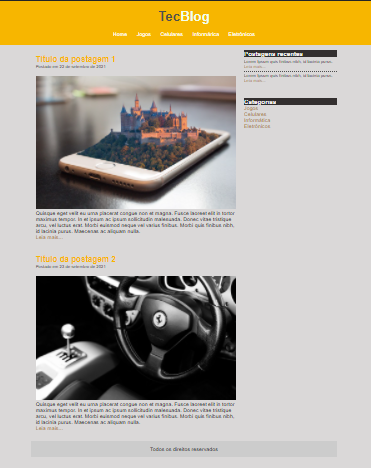 TecBlog
Home Jogos Celulares Informática Eletrônicos
Título da postagem 1
Postado em 23 de setembro de 2021
Quisque eget velit eu urna placerat congue non et magna. Fusce laoreet elit in tortor
maximus tempor. In et ipsum ac ipsum sollicitudin malesuada. Donec vitae tristique
arcu, vel luctus erat. Morbi euismod neque vel varius finibus. Morbi quis finibus nibh,
id lacinia purus. Maecenas ac aliquam nulla.
Leia mais...
Título da postagem 2
Postado em 23 de setembro de 2021
Quisque eget velit eu urna placerat congue non et magna. Fusce laoreet elit in tortor
maximus tempor. In et ipsum ac ipsum sollicitudin malesuada. Donec vitae tristique
arcu, vel luctus erat. Morbi euismod neque vel varius finibus. Morbi quis finibus nibh,
id lacinia purus. Maecenas ac aliquam nulla.
Leia mais...
Postagens recentes
Lorem ipsum quis finibus nibh, id lacinia purus.
Leia mais...
Lorem ipsum quis finibus nibh, id lacinia purus.
Leia mais...
Categorias
Jogos
Celulares
Informática
Eletrônicos
Todos os direitos reservados